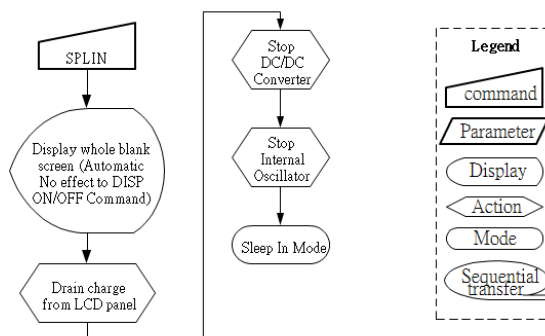 SPLIN
Display whole blank
screen (Automatic
No effect to DISP
ON/OFF Command)
Drain charge
from LCD panel
Stop
DC/DC
Converter
Stop
Internal
Oscillator
Sleep In Mode
Legend
command
Parameter
Display
Action
Mode
Sequential
transfer